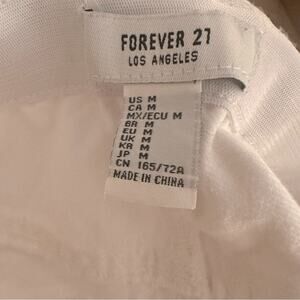 FOREVER 21
LOS ANGELES
US M
CA M
MX/ECU M
BR M
EU M
UK M
KR M
JP M
CN 165/72A
MADE IN CHINA